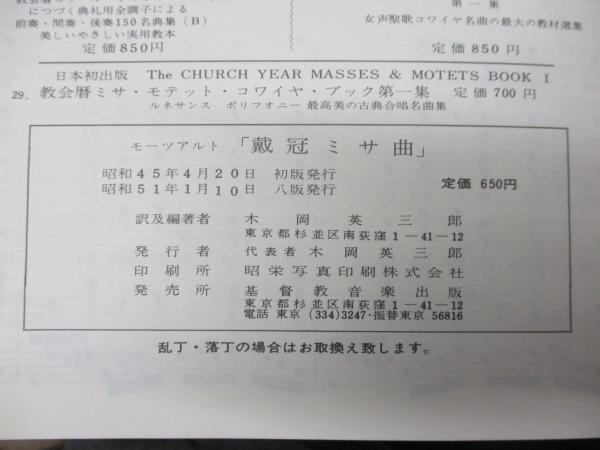 につづく典礼用全調子による
前奏・間奏・後奏150名典集(B)
美しいやさしい実用教本
定価850円
第一集
女声聖歌コワイヤ名曲の最大の教材選集
定価850円
日本初出版 The CHURCH YEAR MASSES & MOTETS BOOK I
29. 教会暦ミサ・モテット・コワイヤ・ブック第一集 定価700円
ルネサンス ポリフォニー 最高美の古典合唱名曲集
モーツアルト 「戴冠ミサ曲」
昭和45年4月20日 初版発行
昭和51年1月10日 八版発行
定価 650円
訳及編著者 木岡英三郎
東京都杉並区南荻窪1-41-12
発行者 代表者 木岡英三郎
印刷所 昭栄写真印刷株式会社
発売所 基督教音楽出版
東京都杉並区南荻窪1-41-12
電話 東京 (334)3247・振替東京 56816
乱丁・落丁の場合はお取換え致します。